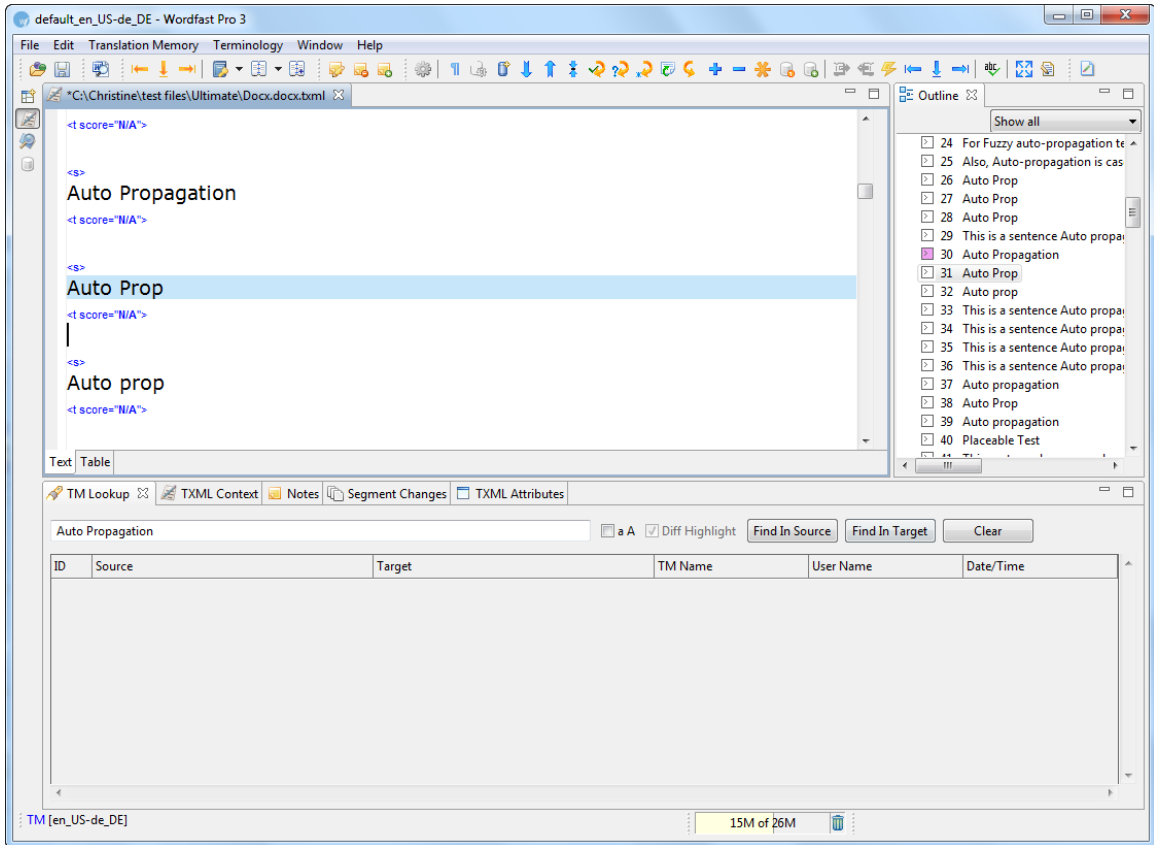 default_en_US-de_DE - Wordfast Pro 3
File Edit Translation Memory Terminology Window Help
*C:\Christine\test files\Ultimate\Docx.docx.txml
<t score="N/A">
<s>
Auto Propagation
<t score="N/A">
<s>
Auto Prop
<t score="N/A">
<s>
Auto prop
<t score="N/A">
Text Table
Outline
Show all
24 For Fuzzy auto-propagation te
25 Also, Auto-propagation is cas
26 Auto Prop
27 Auto Prop
28 Auto Prop
29 This is a sentence Auto propa
30 Auto Propagation
31 Auto Prop
32 Auto prop
33 This is a sentence Auto propa
34 This is a sentence Auto propa
35 This is a sentence Auto propa
36 This is a sentence Auto propa
37 Auto propagation
38 Auto Prop
39 Auto propagation
40 Placeable Test
TM Lookup TXML Context Notes Segment Changes TXML Attributes
Auto Propagation a A Diff Highlight Find In Source Find In Target Clear
ID Source Target TM Name User Name Date/Time
TM [en_US-de_DE] 15M of 26M